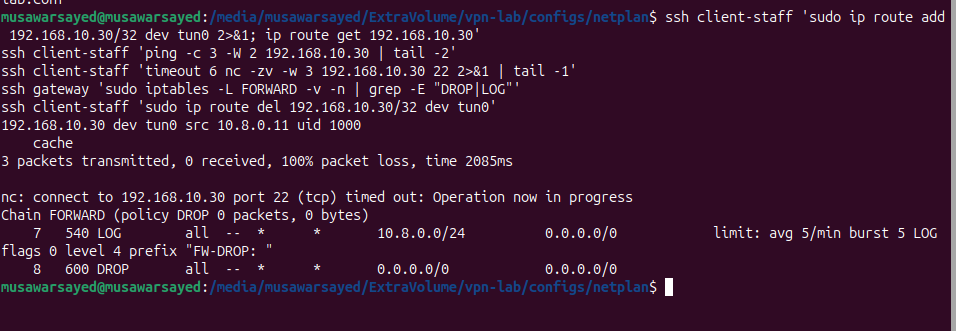 lab.com
musawarsayed@musawarsayed:/media/musawarsayed/ExtraVolume/vpn-lab/configs/netplan$ ssh client-staff 'sudo ip route add
 192.168.10.30/32 dev tun0 2>&1; ip route get 192.168.10.30'
ssh client-staff 'ping -c 3 -W 2 192.168.10.30 | tail -2'
ssh client-staff 'timeout 6 nc -zv -w 3 192.168.10.30 22 2>&1 | tail -1'
ssh gateway 'sudo iptables -L FORWARD -v -n | grep -E "DROP|LOG"'
ssh client-staff 'sudo ip route del 192.168.10.30/32 dev tun0'
192.168.10.30 dev tun0 src 10.8.0.11 uid 1000
    cache
3 packets transmitted, 0 received, 100% packet loss, time 2085ms

nc: connect to 192.168.10.30 port 22 (tcp) timed out: Operation now in progress
Chain FORWARD (policy DROP 0 packets, 0 bytes)
    7   540 LOG        all  --  *      *       10.8.0.0/24          0.0.0.0/0            limit: avg 5/min burst 5 LOG
flags 0 level 4 prefix "FW-DROP: "
    8   600 DROP       all  --  *      *       0.0.0.0/0            0.0.0.0/0
musawarsayed@musawarsayed:/media/musawarsayed/ExtraVolume/vpn-lab/configs/netplan$